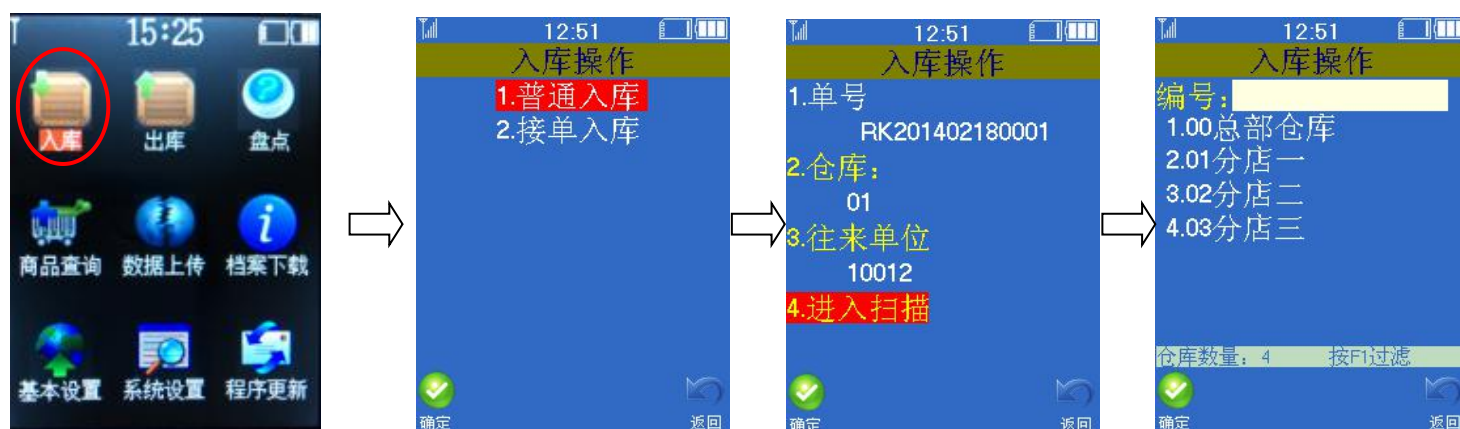 15:25
入库 出库 盘点
商品查询 数据上传 档案下载
基本设置 系统设置 程序更新
12:51
入库操作
1.普通入库
2.接单入库
确定 返回
12:51
入库操作
1.单号
RK201402180001
2.仓库：
01
3.往来单位
10012
4.进入扫描
确定 返回
12:51
入库操作
编号：
1.00总部仓库
2.01分店一
3.02分店二
4.03分店三
仓库数量：4 按F1过滤
确定 返回